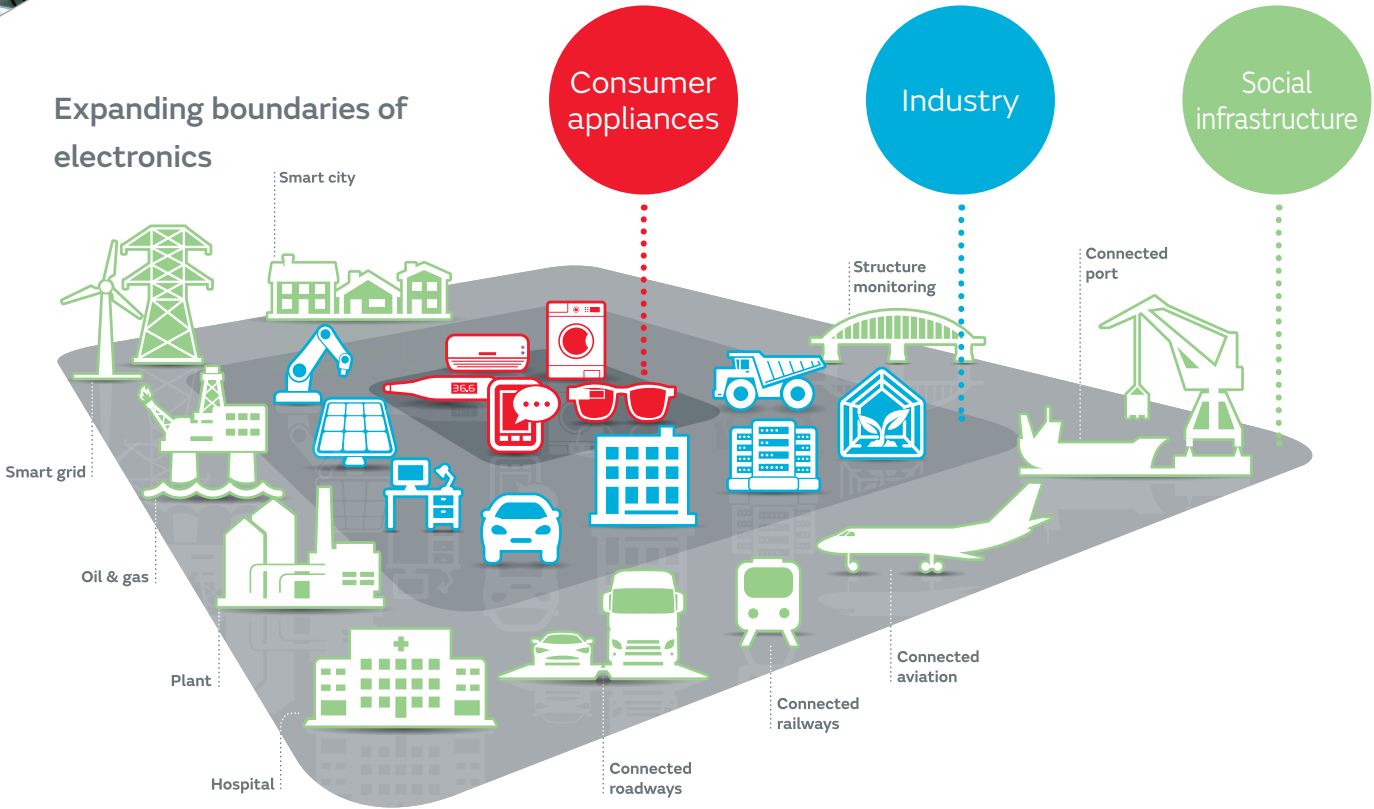 Expanding boundaries of
electronics
Consumer
appliances
Industry
Social
infrastructure
Smart city
Structure
monitoring
Connected
port
36.6
Smart grid
Oil & gas
Plant
Hospital
Connected
roadways
Connected
railways
Connected
aviation